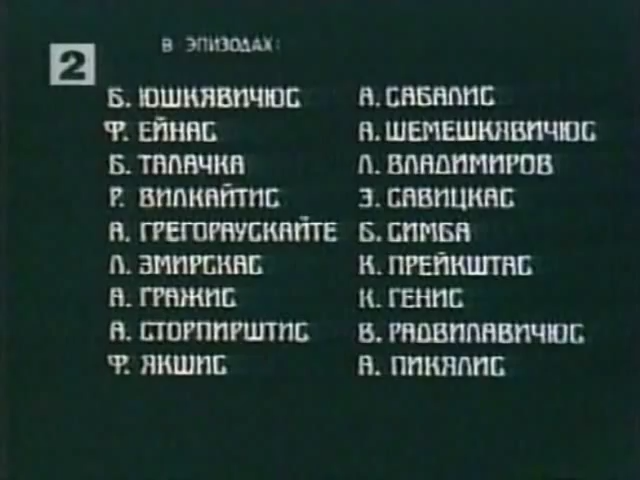 В ЭПИЗОДАХ:
2
Б. ЮШКЯВИЧЮС
Ф. ЕЙНАС
Б. ТАЛАЧКА
Р. ВИЛКАЙТИС
А. ГРЕГОРАУСКАЙТЕ
Л. ЭМИРСКАС
А. ГРАЖИС
А. СТОРПИРШТИС
Ф. ЯКШИС
А. САБАЛИС
А. ШЕМЕШКЯВИЧЮС
Л. ВЛАДИМИРОВ
З. САВИЦКАС
Б. СИМБА
К. ПРЕЙКШТАС
К. ГЕНИС
В. РАДВИЛАВИЧЮС
А. ПИКЯЛИС